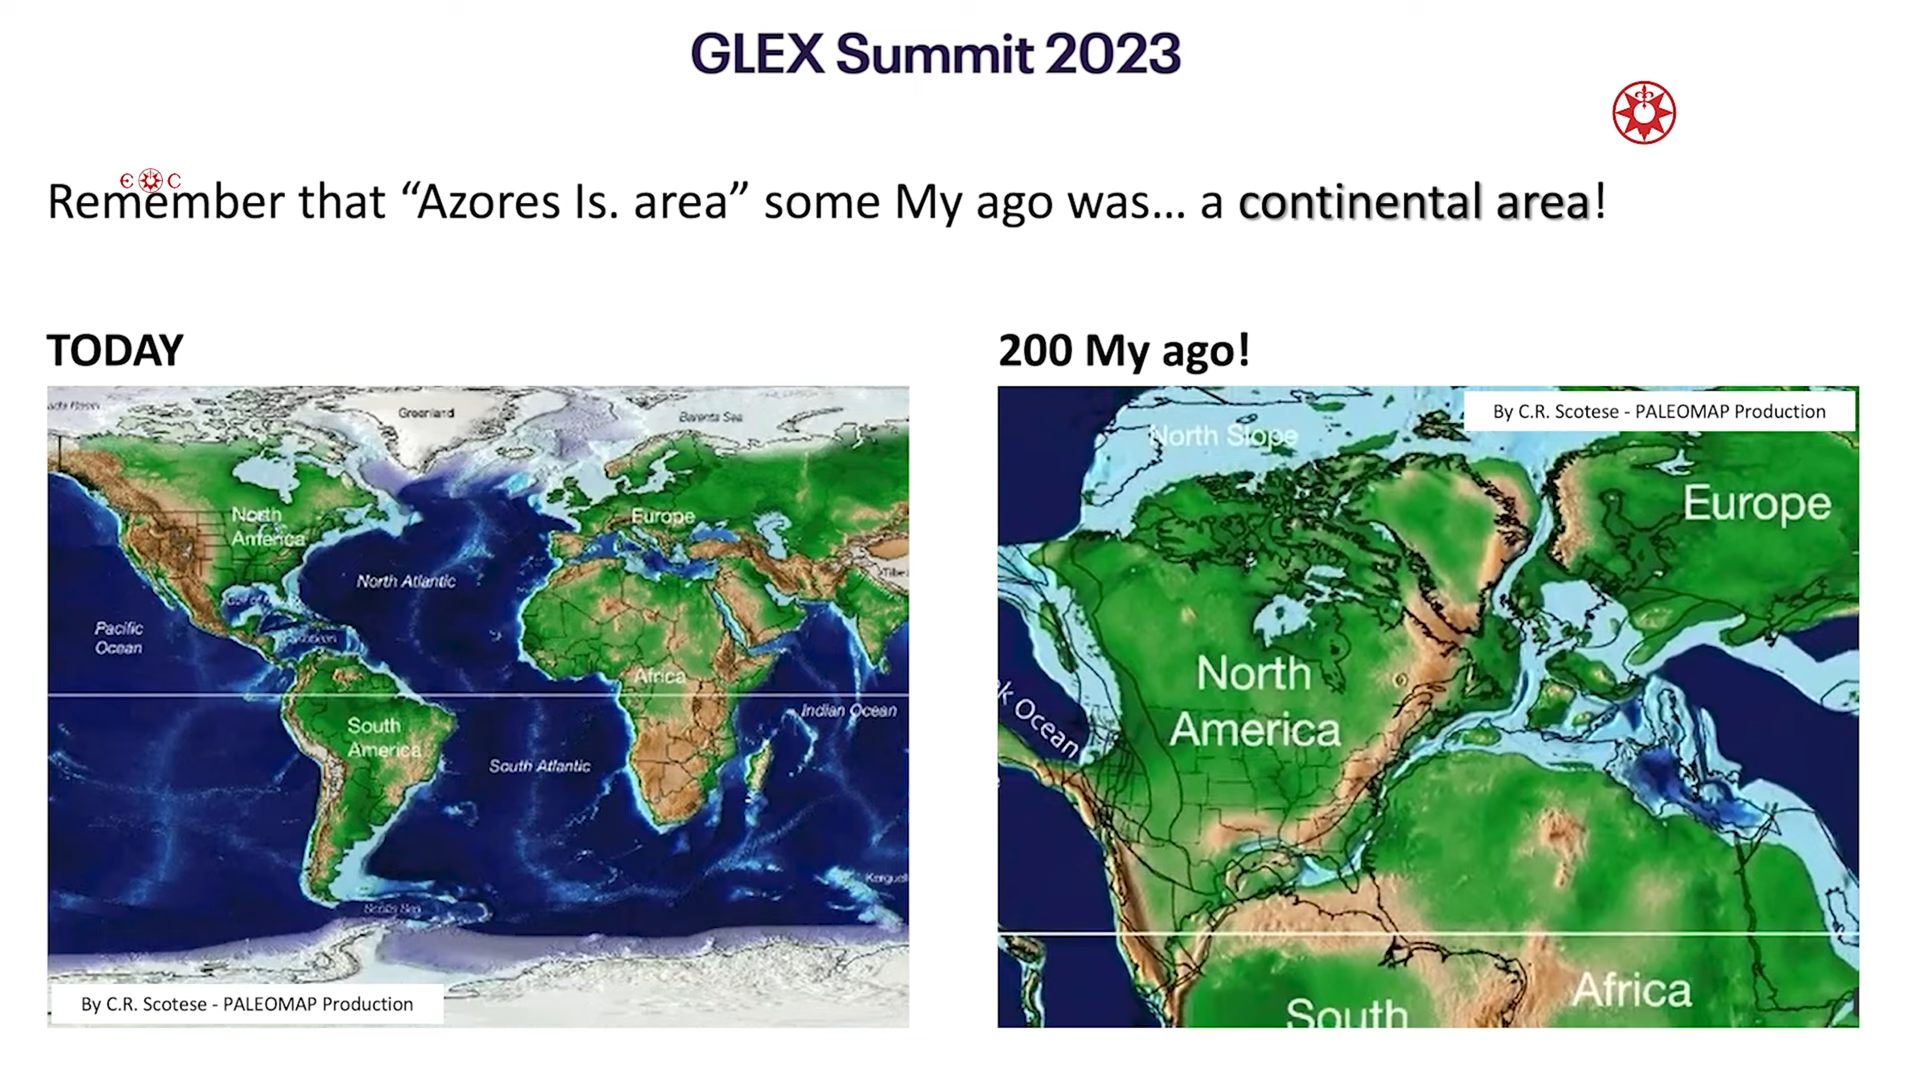 GLEX Summit 2023
Remember that “Azores Is. area” some My ago was... a continental area!
TODAY
200 My ago!
Greenland
Barents Sea
North
America
Europe
North Atlantic
Pacific
Ocean
Africa
Indian Ocean
South
America
South Atlantic
By C.R. Scotese - PALEOMAP Production
By C.R. Scotese - PALEOMAP Production
North Slope
Europe
North
America
k Ocean
Africa
South